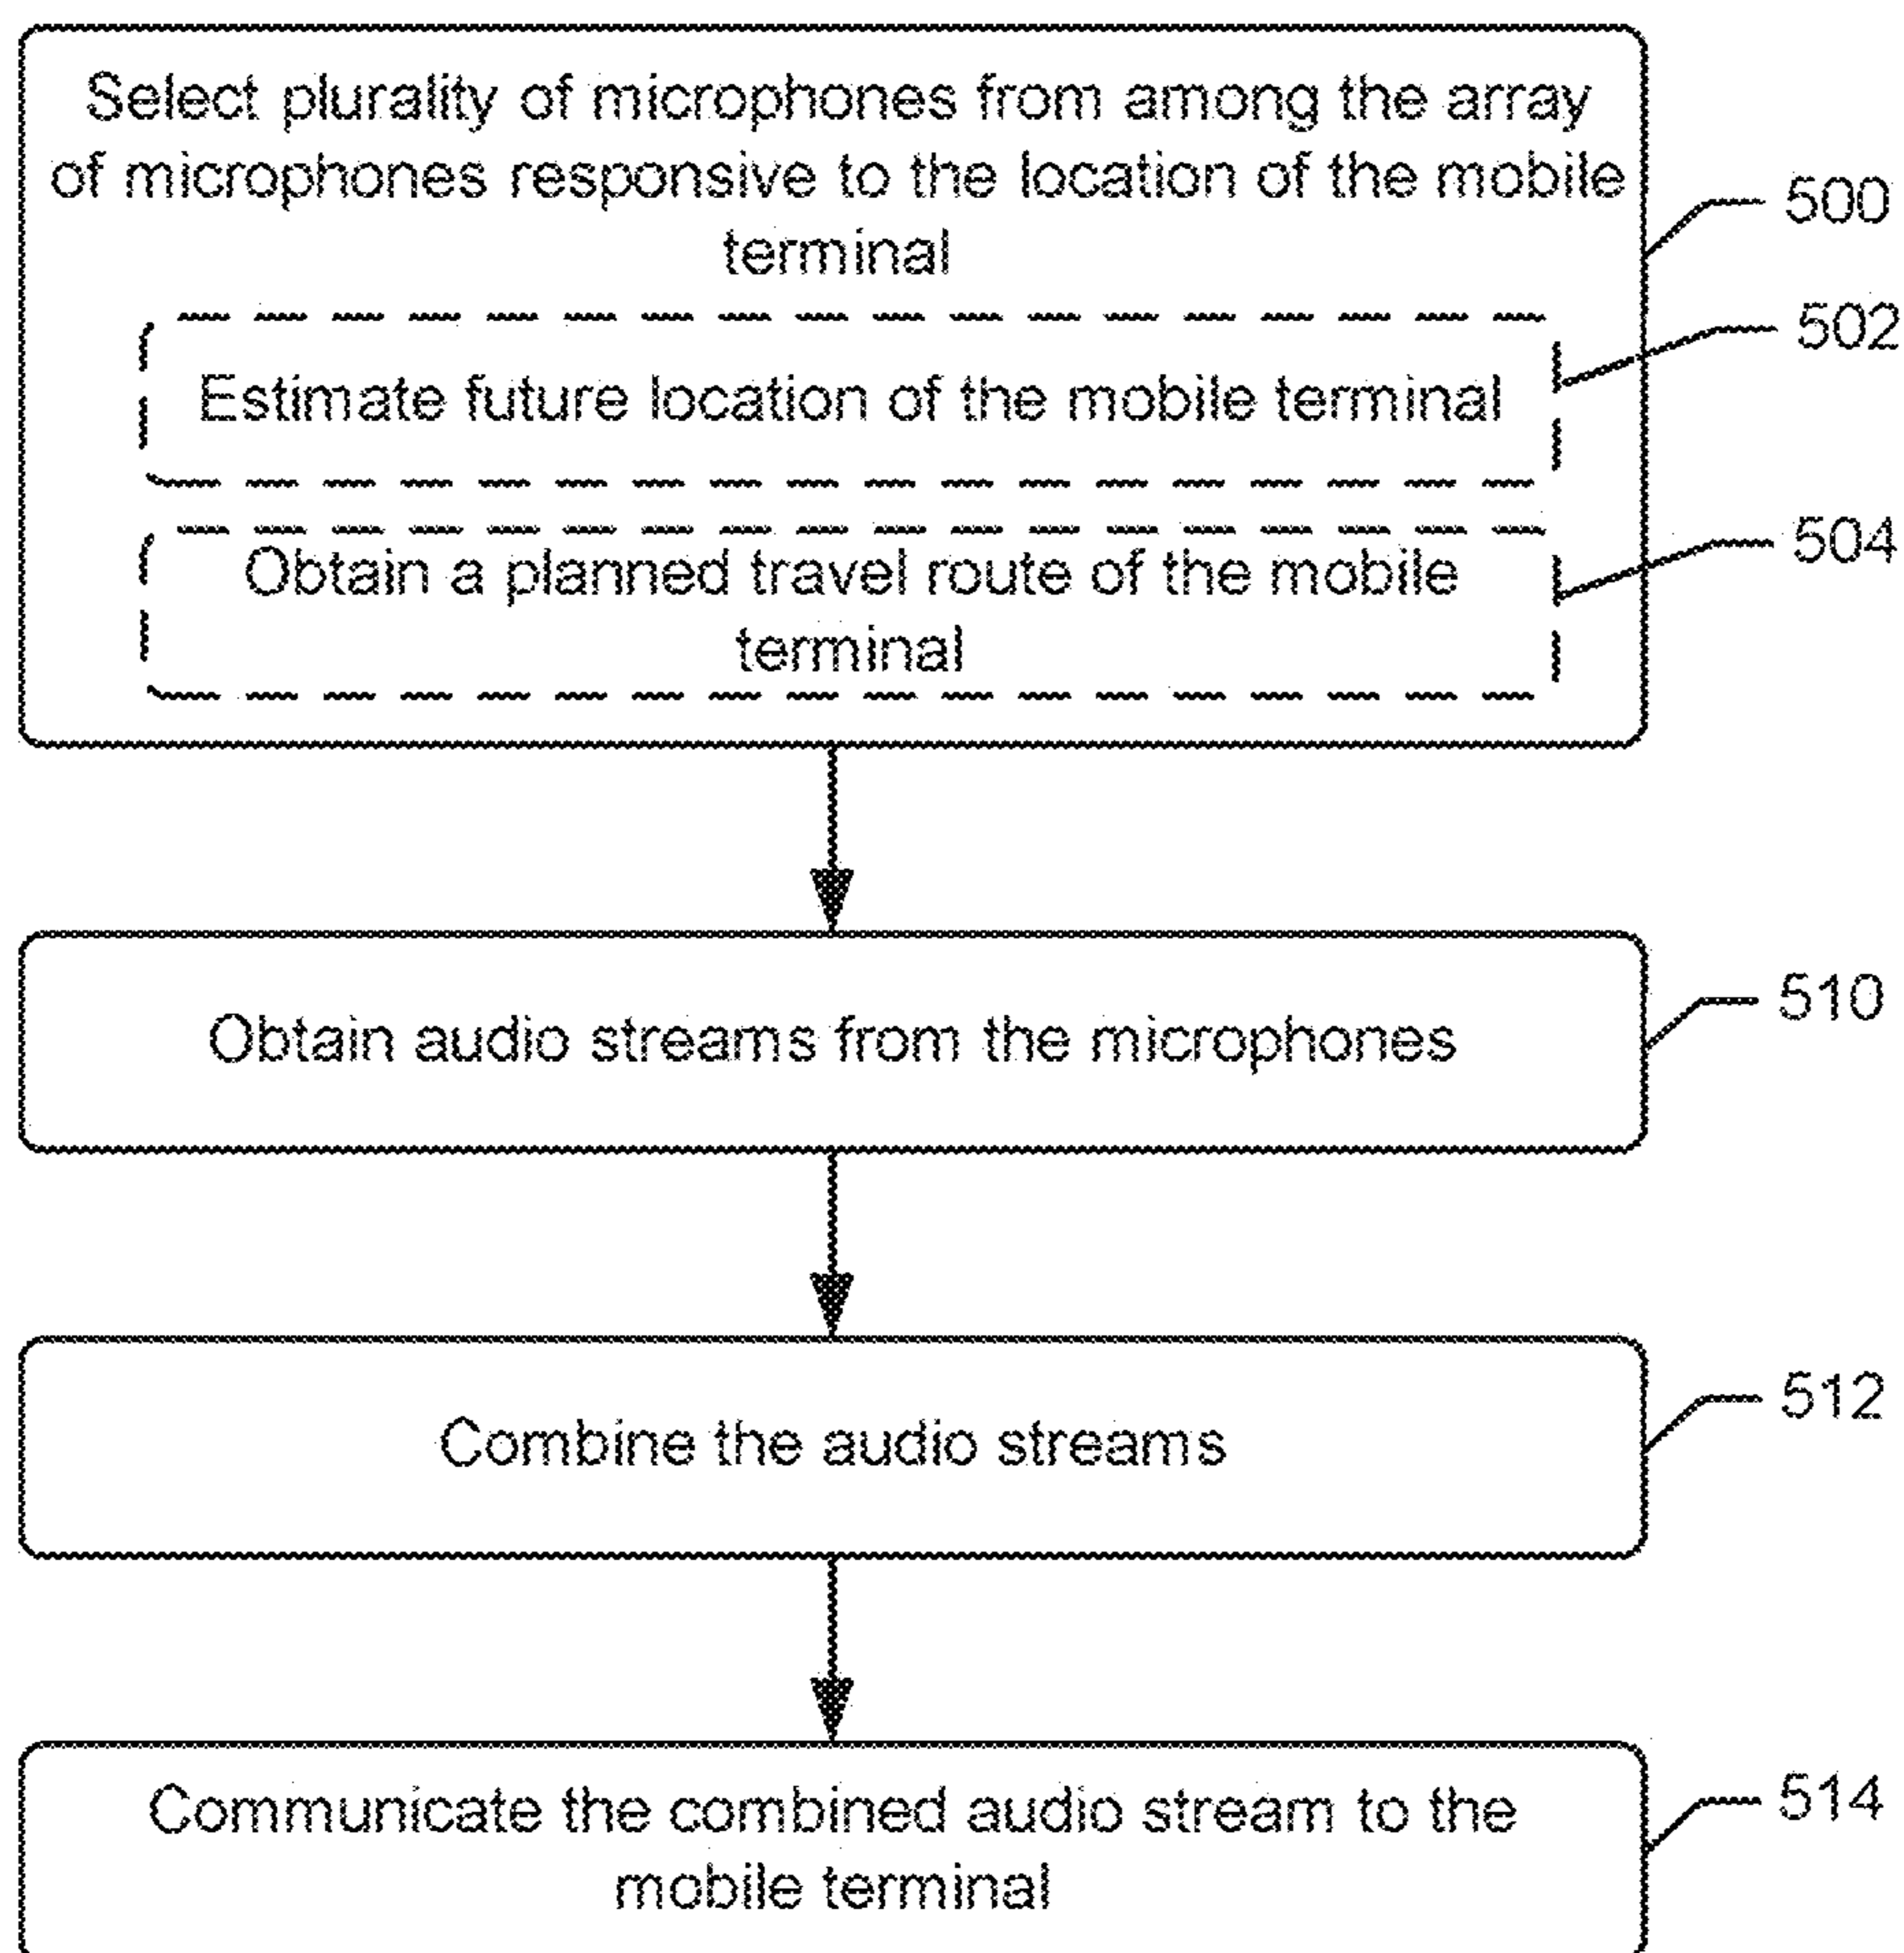 Select plurality of microphones from among the array
of microphones responsive to the location of the mobile
terminal
500
502
Estimate future location of the mobile terminal
504
Obtain a planned travel route of the mobile
terminal
510
Obtain audio streams from the microphones
512
Combine the audio streams
514
Communicate the combined audio stream to the
mobile terminal